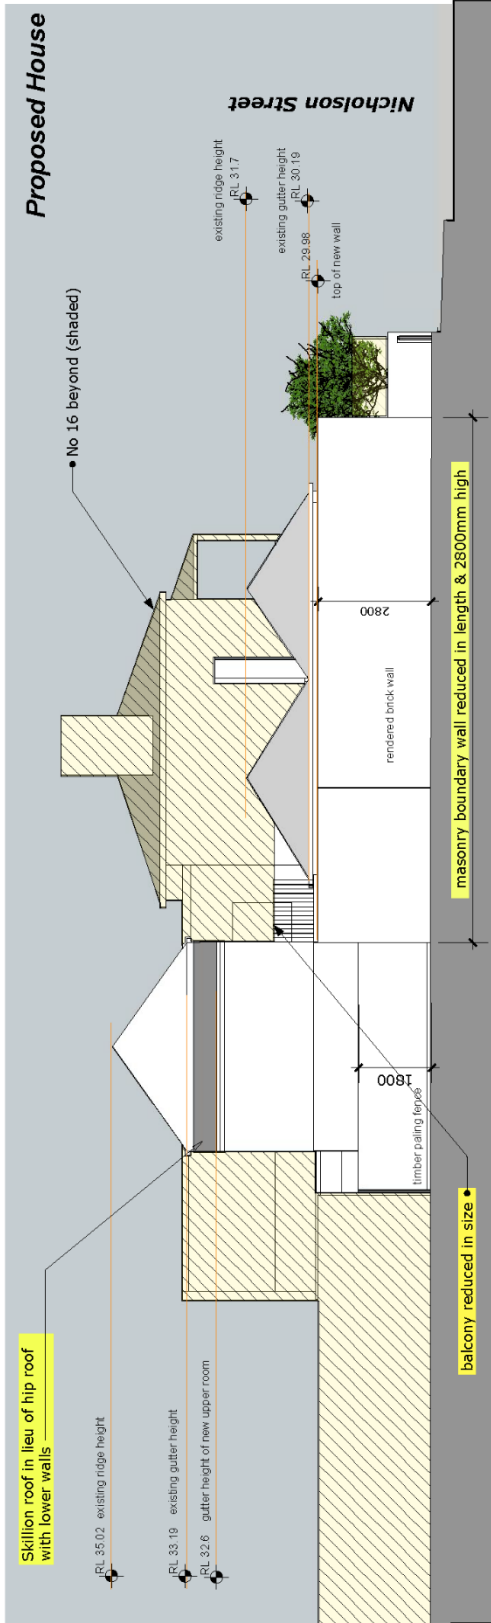 Proposed House
Nicholson Street
No 16 beyond (shaded)
existing ridge height
RL 31.7
existing gutter height
RL 30.19
RL 29.98
top of new wall
Skillion roof in lieu of hip roof
with lower walls
RL 35.02 existing ridge height
RL 33.19 existing gutter height
RL 32.6 gutter height of new upper room
2800
rendered brick wall
1800
timber paling fence
masonry boundary wall reduced in length & 2800mm high
balcony reduced in size